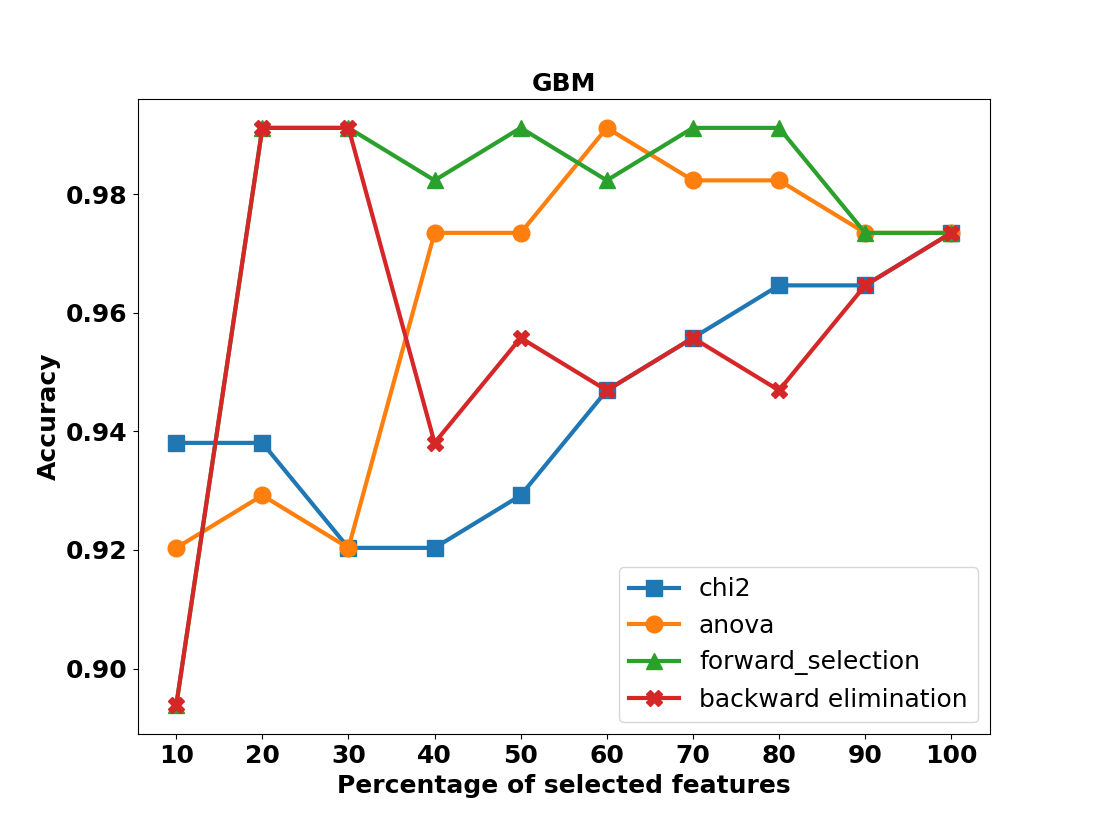 GBM
Accuracy
0.98
0.96
0.94
0.92
0.90
chi2
anova
forward_selection
backward elimination
10 20 30 40 50 60 70 80 90 100
Percentage of selected features